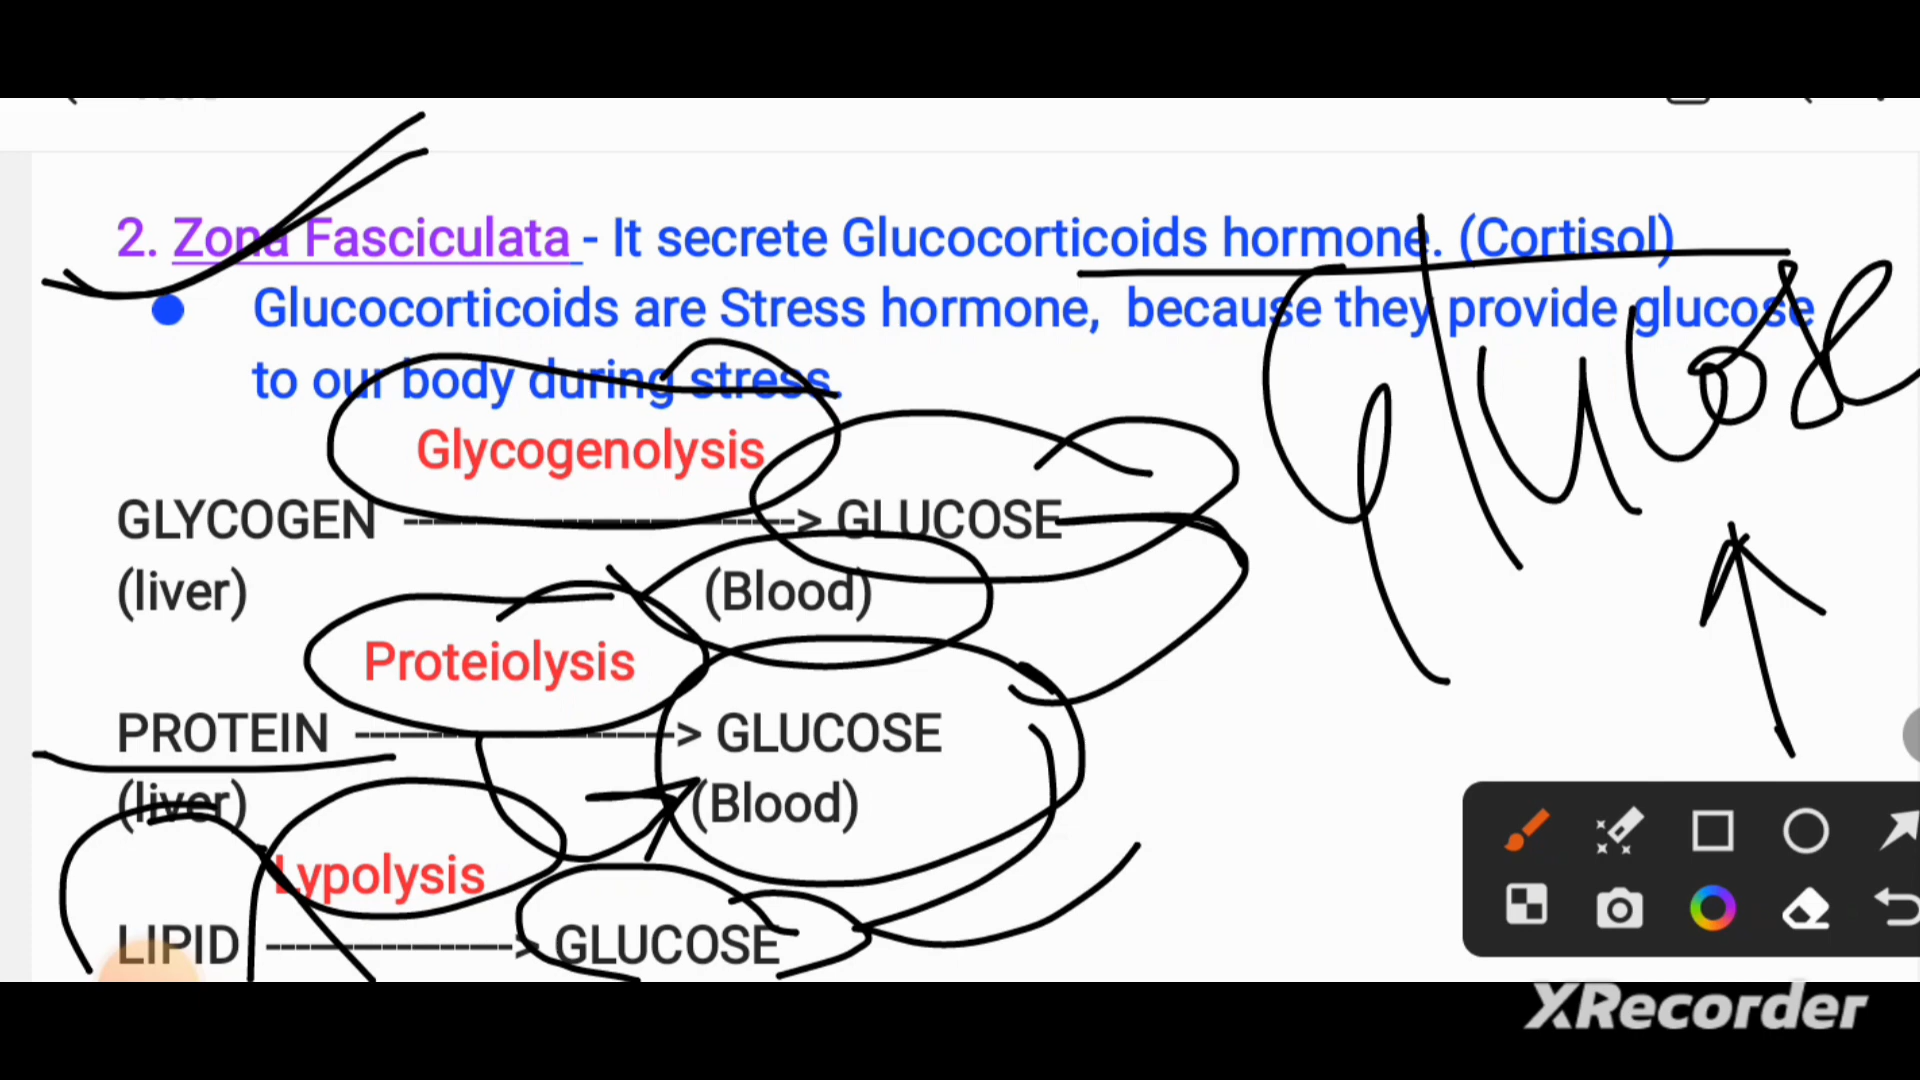 2. Zona Fasciculata - It secrete Glucocorticoids hormone. (Cortisol)
Glucocorticoids are Stress hormone, because they provide glucose
to our body during stress.
Glycogenolysis
GLYCOGEN ---------------------------> GLUCOSE
(liver) (Blood)
Proteiolysis
PROTEIN ----------------------> GLUCOSE
(liver) (Blood)
Lypolysis
LIPID -----------------> GLUCOSE
glucose
XRecorder